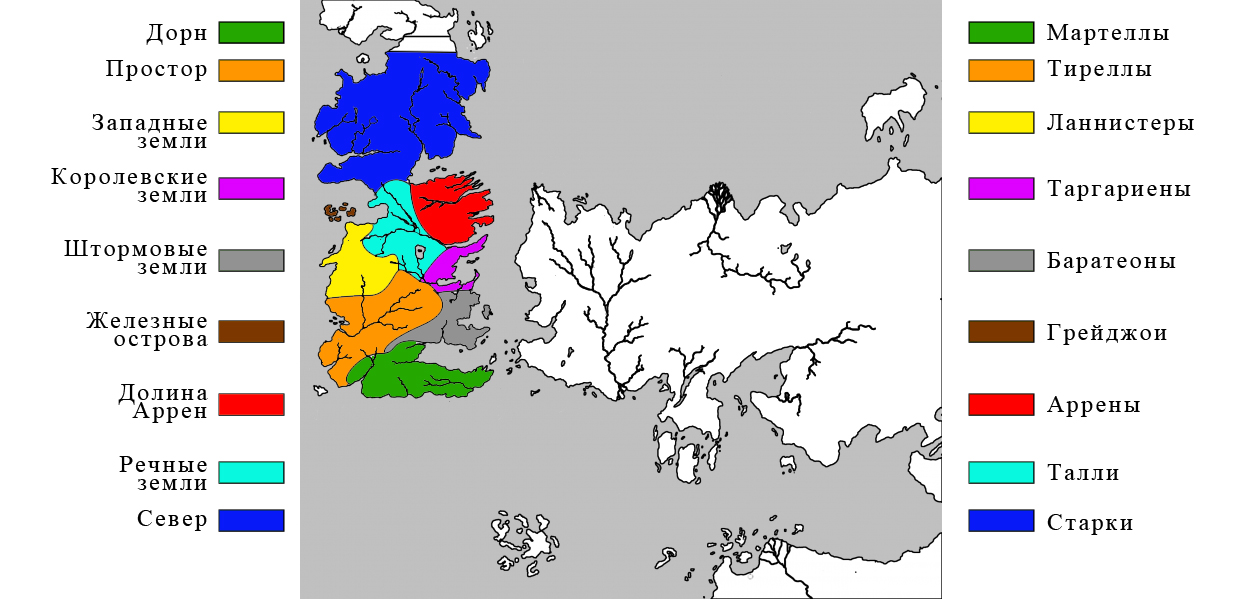 Дорн
Простор
Западные
земли
Королевские
земли
Штормовые
земли
Железные
острова
Долина
Аррен
Речные
земли
Север
Мартеллы
Тиреллы
Ланнистеры
Таргариены
Баратеоны
Грейджои
Аррены
Талли
Старки